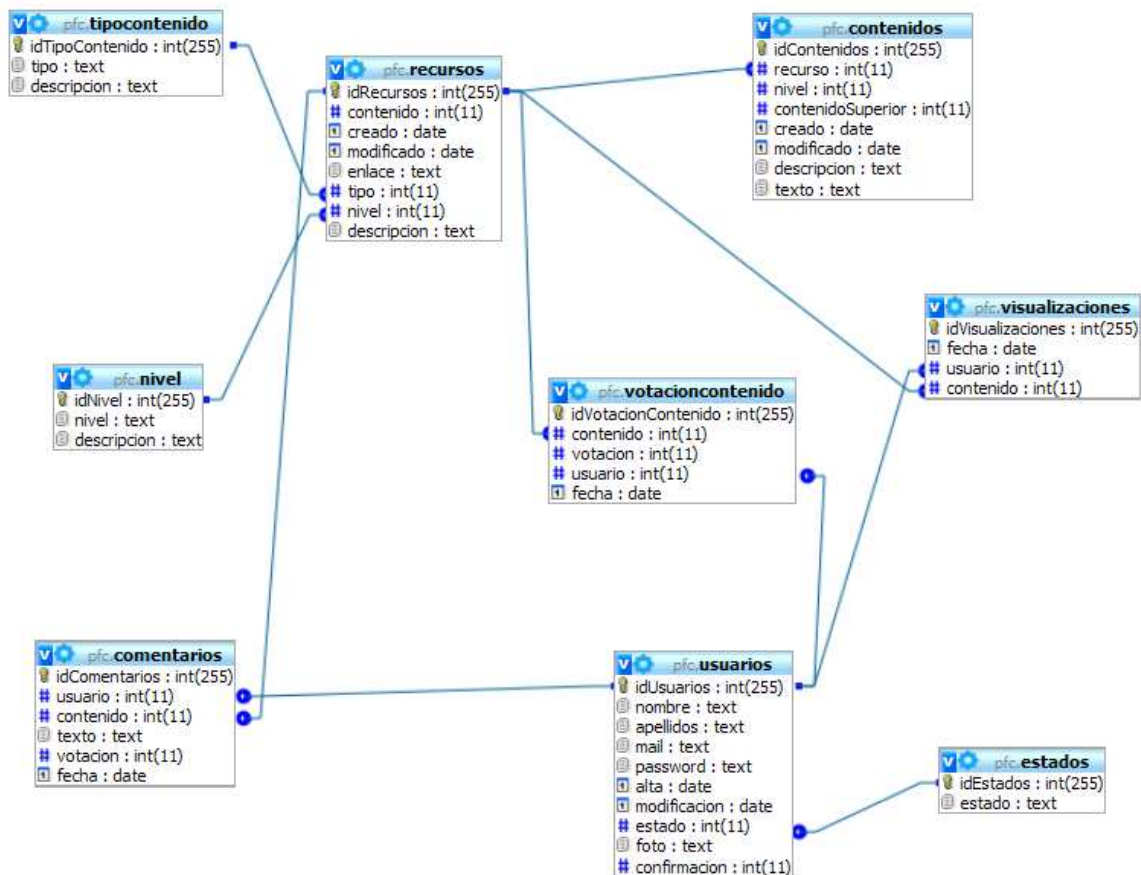 pfc.tipocontenido
idTipoContenido : int(255)
tipo : text
descripcion : text
pfc.recursos
idRecursos : int(255)
contenido : int(11)
creado : date
modificado : date
enlace : text
tipo : int(11)
nivel : int(11)
descripcion : text
pfc.contenidos
idContenidos : int(255)
recurso : int(11)
nivel : int(11)
contenidoSuperior : int(11)
creado : date
modificado : date
descripcion : text
texto : text
pfc.visualizaciones
idVisualizaciones : int(255)
fecha : date
usuario : int(11)
contenido : int(11)
pfc.nivel
idNivel : int(255)
nivel : text
descripcion : text
pfc.votacioncontenido
idVotacionContenido : int(255)
contenido : int(11)
votacion : int(11)
usuario : int(11)
fecha : date
pfc.comentarios
idComentarios : int(255)
usuario : int(11)
contenido : int(11)
texto : text
votacion : int(11)
fecha : date
pfc.usuarios
idUsuarios : int(255)
nombre : text
apellidos : text
mail : text
password : text
alta : date
modificacion : date
estado : int(11)
foto : text
confirmacion : int(11)
pfc.estados
idEstados : int(255)
estado : text